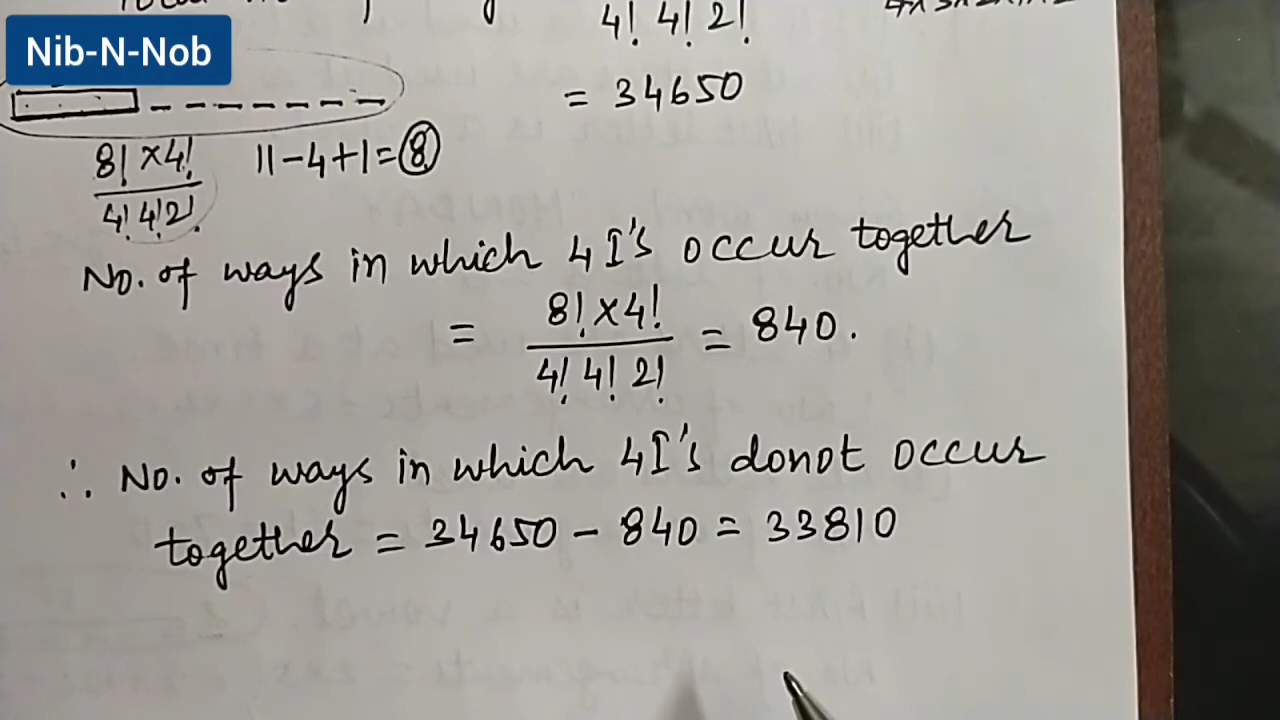 Nib-N-Nob
4! 4! 2!
= 34650
8! ×4! 11-4+1=8
4! 4! 2!
No. of ways in which 4 I's occur together
= 8! ×4! = 840.
4! 4! 2!
∴ No. of ways in which 4I's donot occur
together = 34650 - 840 = 33810